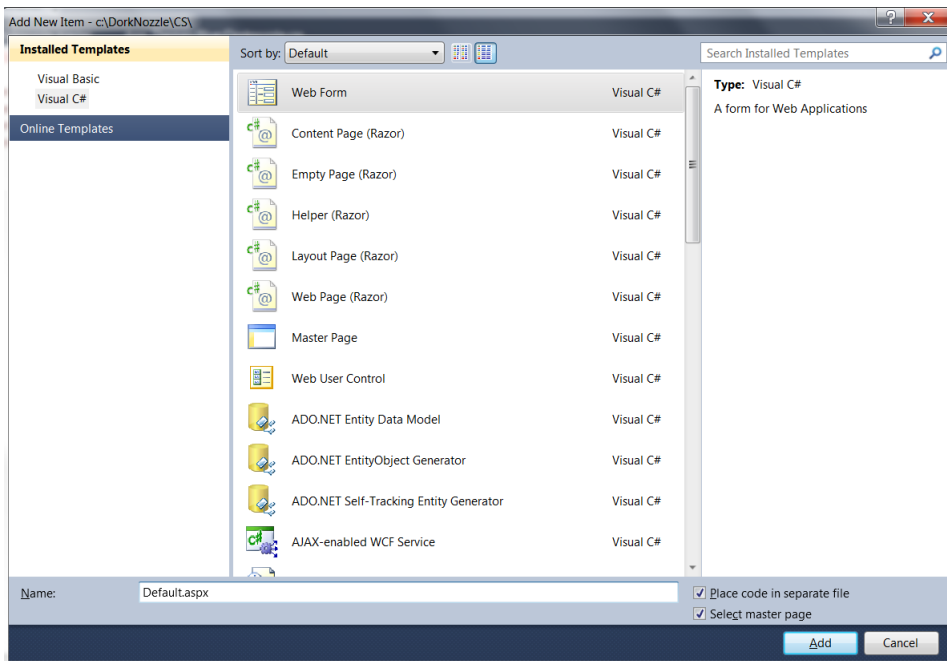 Add New Item - c:\DorkNozzle\CS\
Installed Templates
Visual Basic
Visual C#
Online Templates
Sort by: Default
Search Installed Templates
Web Form Visual C#
Content Page (Razor) Visual C#
Empty Page (Razor) Visual C#
Helper (Razor) Visual C#
Layout Page (Razor) Visual C#
Web Page (Razor) Visual C#
Master Page Visual C#
Web User Control Visual C#
ADO.NET Entity Data Model Visual C#
ADO.NET EntityObject Generator Visual C#
ADO.NET Self-Tracking Entity Generator Visual C#
AJAX-enabled WCF Service Visual C#
Type: Visual C#
A form for Web Applications
Name: Default.aspx
Place code in separate file
Select master page
Add Cancel